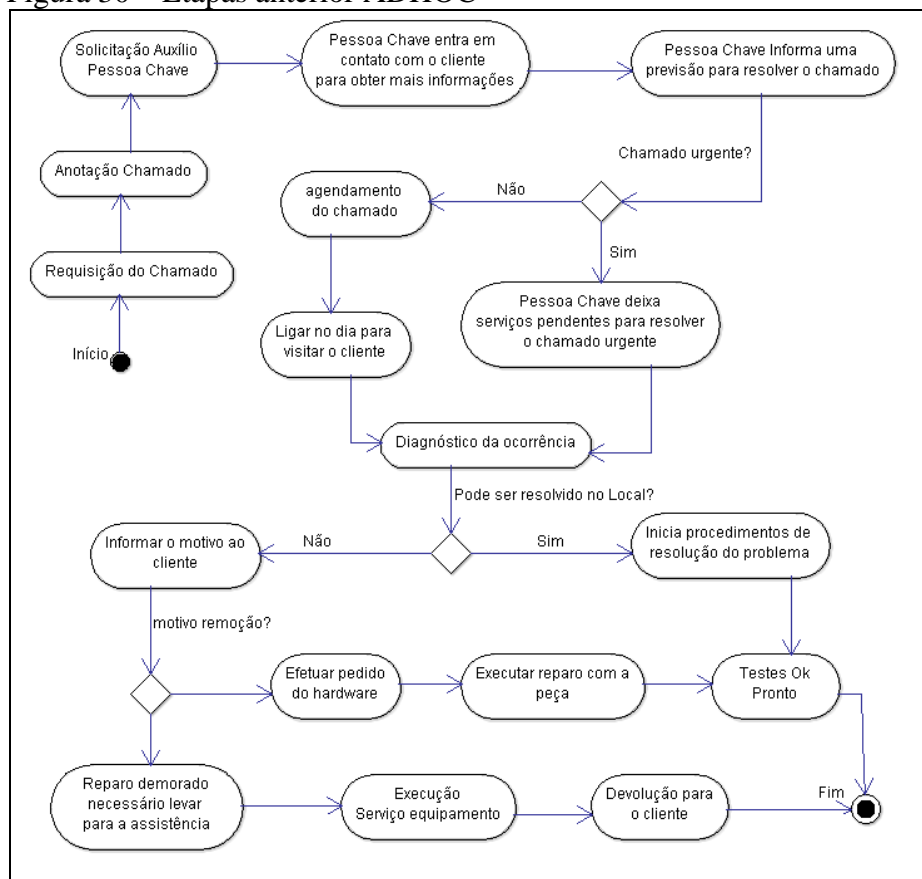 Figura 30 – Etapas anterior ADHOC
Solicitação Auxílio
Pessoa Chave
Pessoa Chave entra em
contato com o cliente
para obter mais informações
Pessoa Chave Informa uma
previsão para resolver o chamado
Chamado urgente?
Anotação Chamado
agendamento
do chamado
Não
Sim
Requisição do Chamado
Pessoa Chave deixa
serviços pendentes para resolver
o chamado urgente
Ligar no dia para
visitar o cliente
Início
Diagnóstico da ocorrência
Pode ser resolvido no Local?
Informar o motivo ao
cliente
Não
Sim
Inicia procedimentos de
resolução do problema
motivo remoção?
Efetuar pedido
do hardware
Executar reparo com a
peça
Testes Ok
Pronto
Reparo demorado
necessário levar
para a assistência
Execução
Serviço equipamento
Devolução para
o cliente
Fim